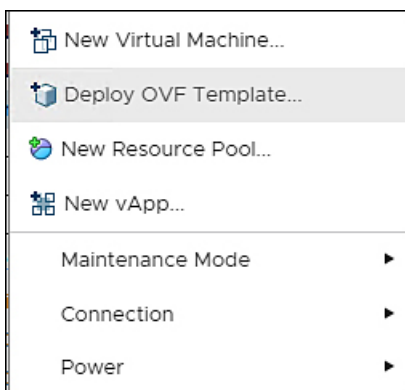 New Virtual Machine...
Deploy OVF Template...
New Resource Pool...
New vApp...
Maintenance Mode
Connection
Power